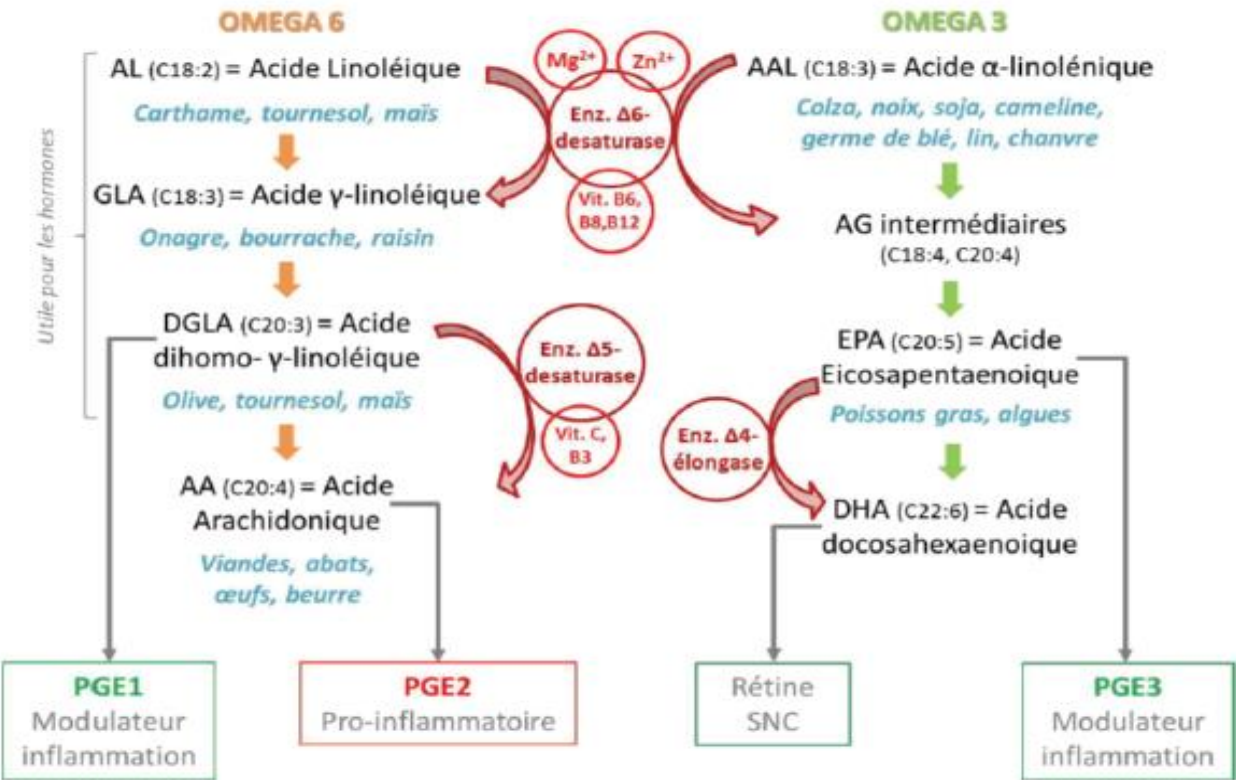 OMEGA 6
AL (C18:2) = Acide Linoléique
Carthame, tournesol, maïs
GLA (C18:3) = Acide γ-linoléique
Onagre, bourrache, raisin
DGLA (C20:3) = Acide
dihomo- γ-linoléique
Olive, tournesol, maïs
AA (C20:4) = Acide
Arachidonique
Viandes, abats,
œufs, beurre
Utile pour les hormones
Mg²⁺
Zn²⁺
Enz. Δ6-
desaturase
Vit. B6,
B8,B12
Enz. Δ5-
desaturase
Vit. C,
B3
Enz. Δ4-
élongase
OMEGA 3
AAL (C18:3) = Acide α-linolénique
Colza, noix, soja, cameline,
germe de blé, lin, chanvre
AG intermédiaires
(C18:4, C20:4)
EPA (C20:5) = Acide
Eicosapentaenoique
Poissons gras, algues
DHA (C22:6) = Acide
docosahexaenoique
PGE1
Modulateur
inflammation
PGE2
Pro-inflammatoire
Rétine
SNC
PGE3
Modulateur
inflammation